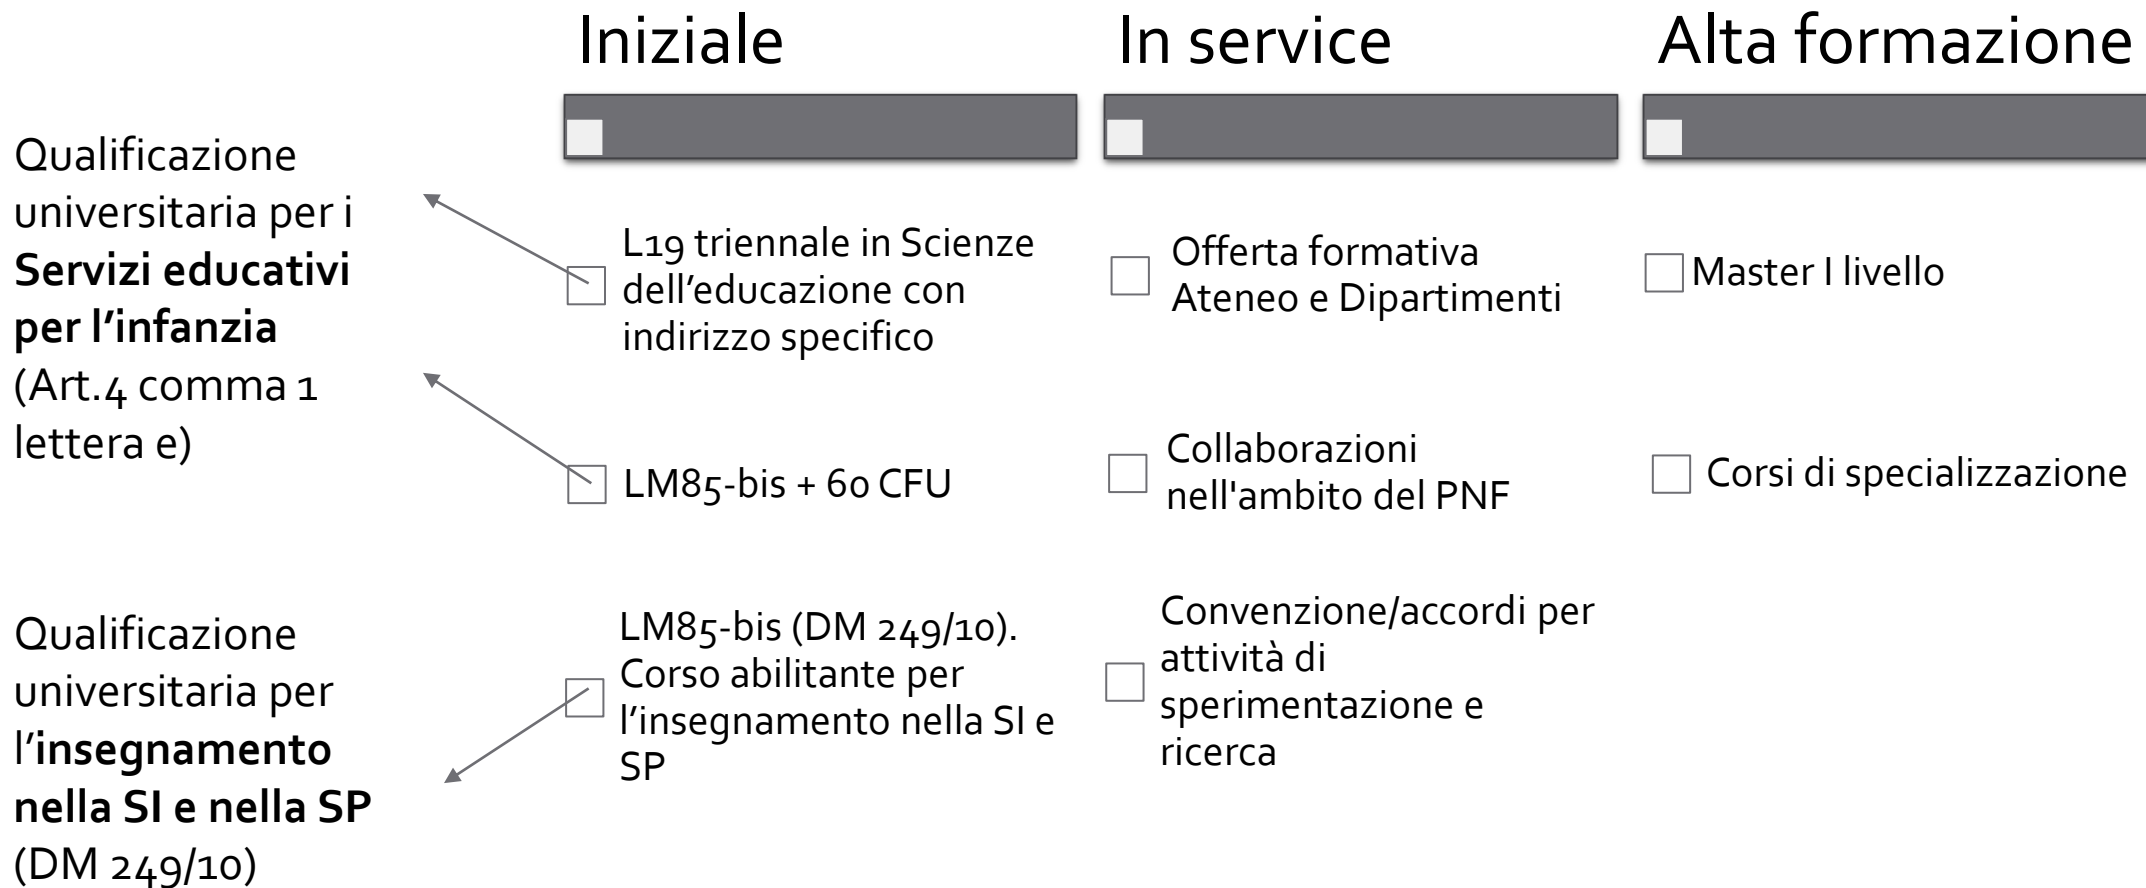 Iniziale
In service
Alta formazione
Qualificazione
universitaria per i
Servizi educativi
per l'infanzia
(Art.4 comma 1
lettera e)
Qualificazione
universitaria per
l'insegnamento
nella SI e nella SP
(DM 249/10)
L19 triennale in Scienze
dell'educazione con
indirizzo specifico
LM85-bis + 60 CFU
LM85-bis (DM 249/10).
Corso abilitante per
l'insegnamento nella SI e
SP
Offerta formativa
Ateneo e Dipartimenti
Collaborazioni
nell'ambito del PNF
Convenzione/accordi per
attività di
sperimentazione e
ricerca
Master I livello
Corsi di specializzazione